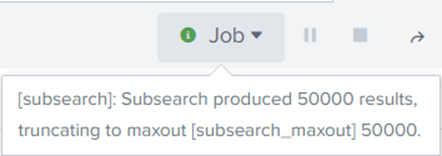 Job
[subsearch]: Subsearch produced 50000 results,
truncating to maxout [subsearch_maxout] 50000.